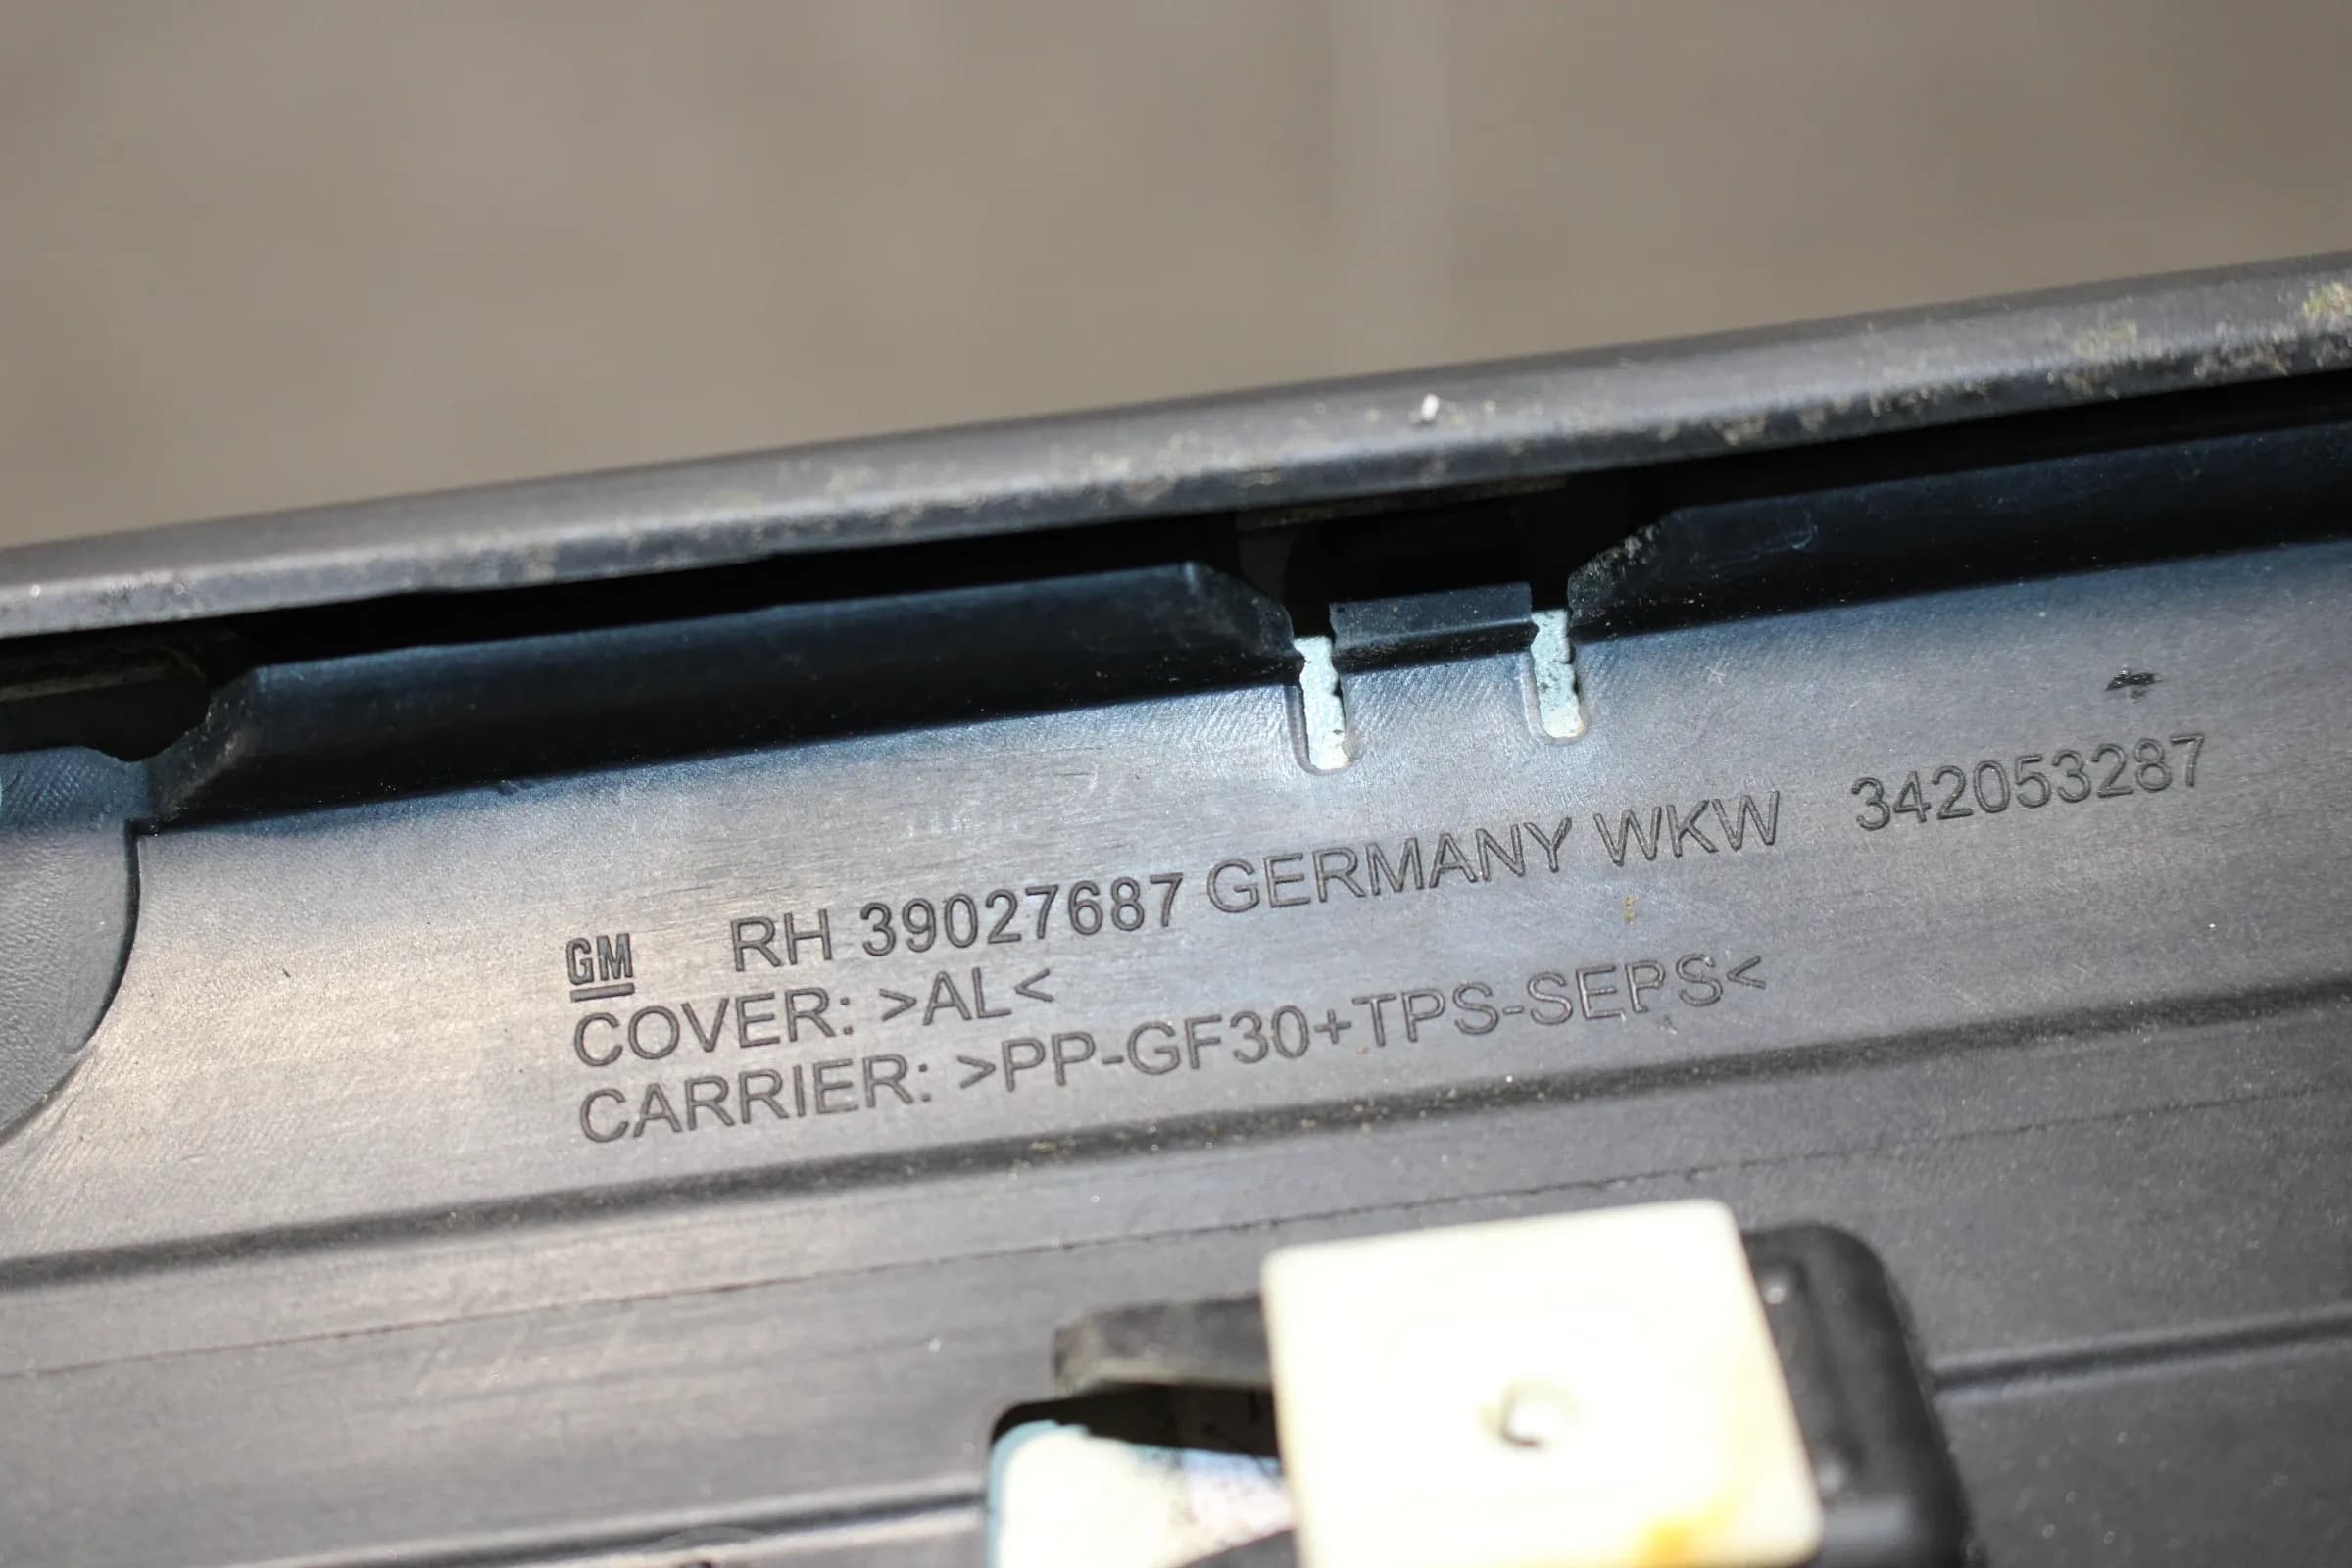 GM RH 39027687 GERMANY WKW 342053287
COVER: >AL<
CARRIER: >PP-GF30+TPS-SEPS<